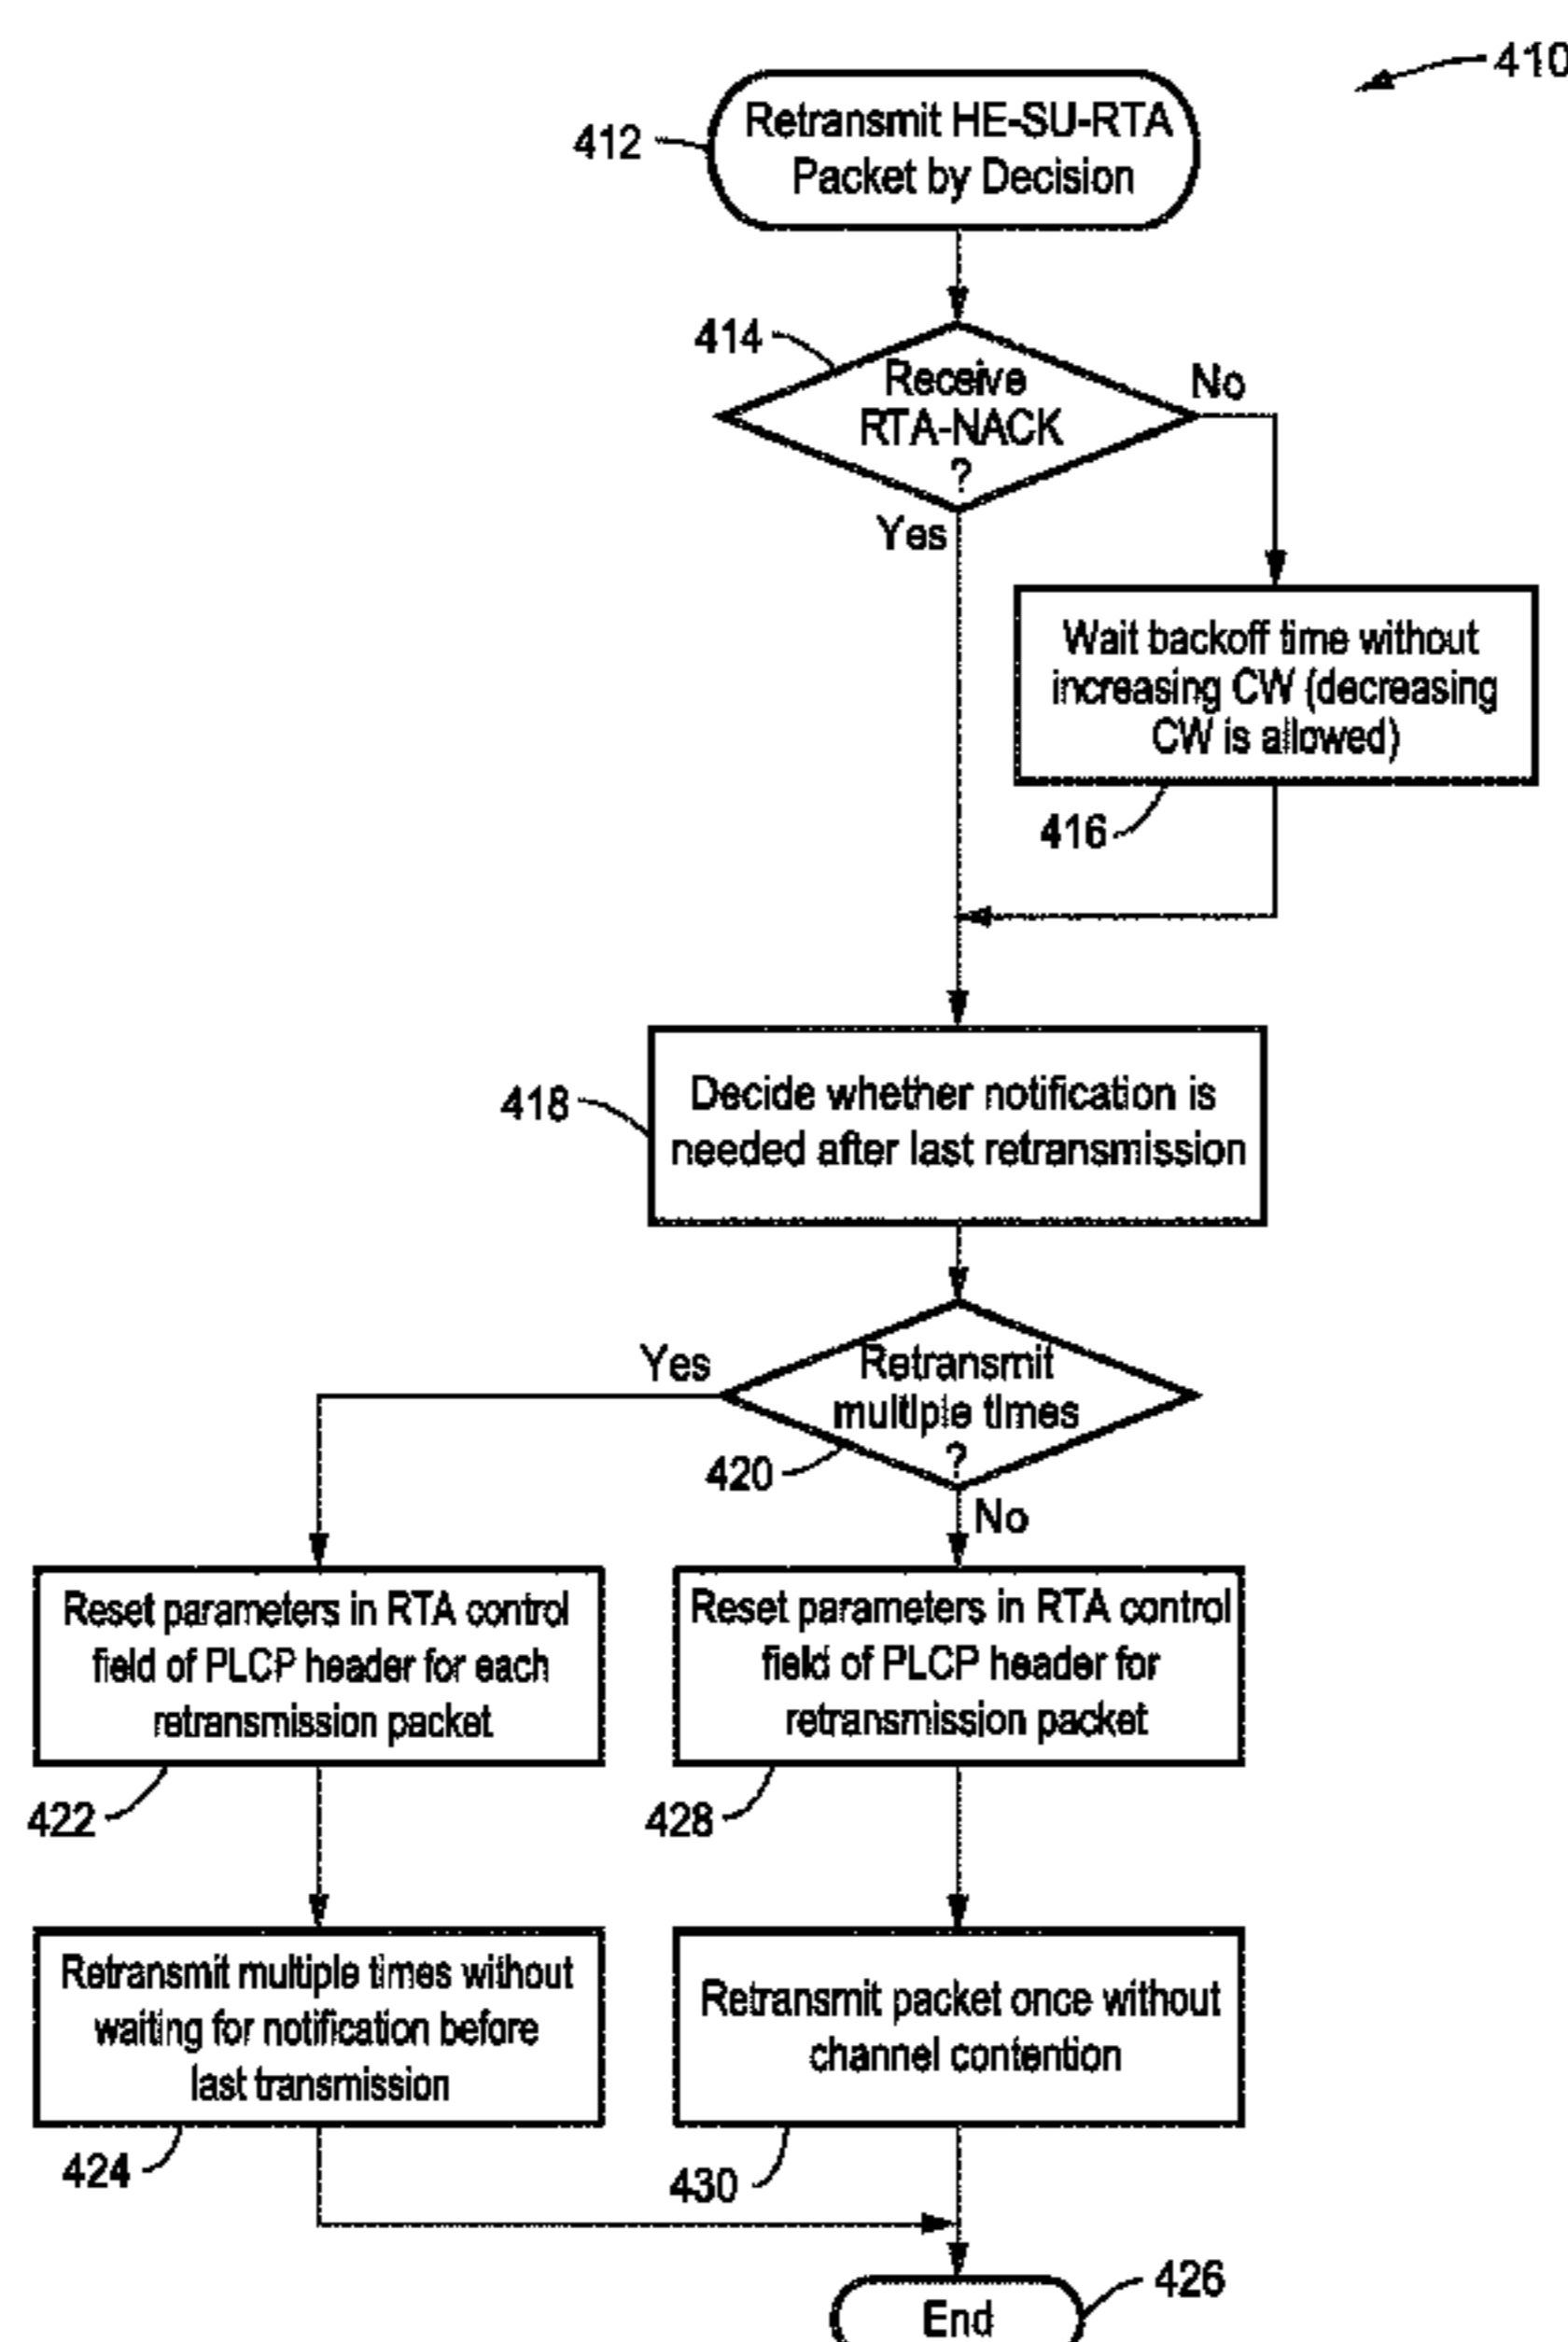 410
412
Retransmit HE-SU-RTA
Packet by Decision
414
Receive
RTA-NACK
?
No
Yes
Wait backoff time without
increasing CW (decreasing
CW is allowed)
416
418
Decide whether notification is
needed after last retransmission
Yes
Retransmit
multiple times
?
420
No
Reset parameters in RTA control
field of PLCP header for each
retransmission packet
422
Reset parameters in RTA control
field of PLCP header for
retransmission packet
428
Retransmit multiple times without
waiting for notification before
last transmission
424
Retransmit packet once without
channel contention
430
426
End